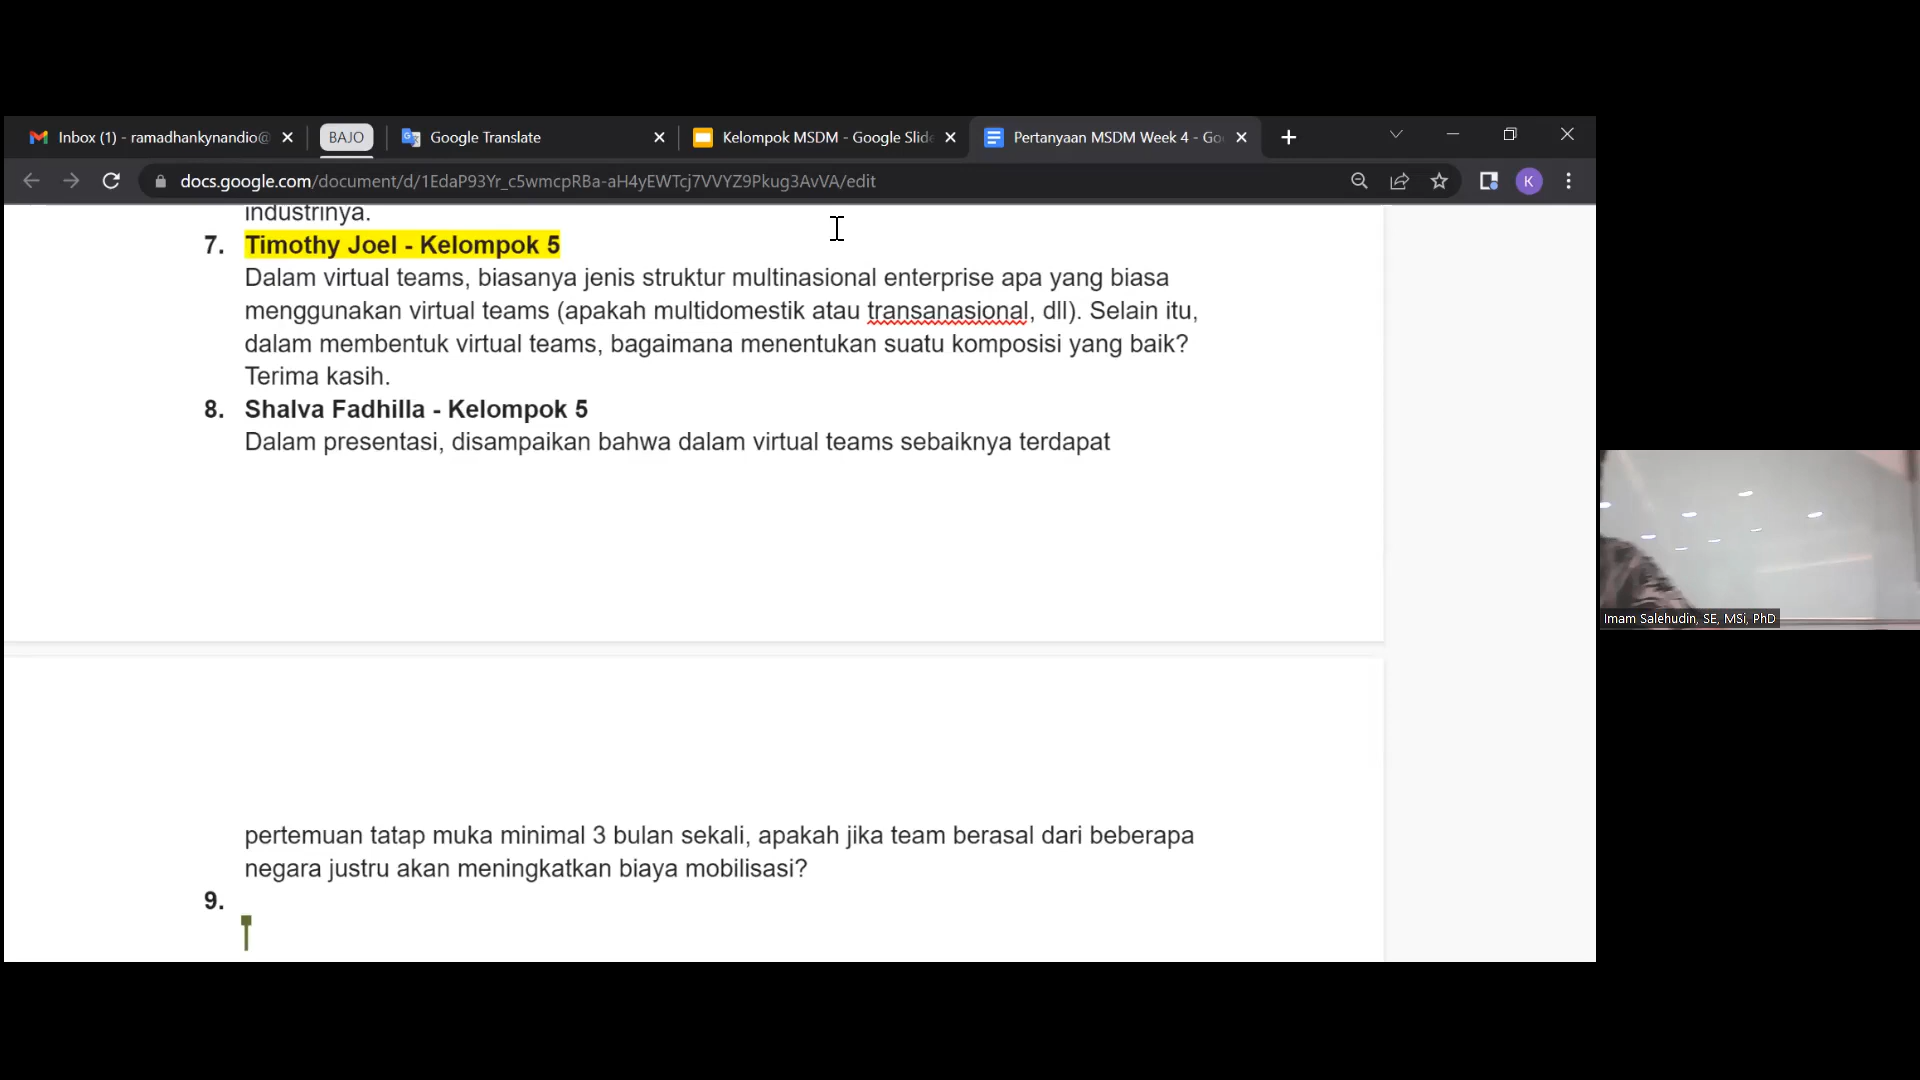 Inbox (1) - ramadhankynandio@
BAJO
Google Translate
Kelompok MSDM - Google Slide
Pertanyaan MSDM Week 4 - Go
docs.google.com/document/d/1EdaP93Yr_c5wmcpRBa-aH4yEWTcj7VVYZ9Pkug3AvVA/edit
K
industrinya.
7. Timothy Joel - Kelompok 5
Dalam virtual teams, biasanya jenis struktur multinasional enterprise apa yang biasa
menggunakan virtual teams (apakah multidomestik atau transanasional, dll). Selain itu,
dalam membentuk virtual teams, bagaimana menentukan suatu komposisi yang baik?
Terima kasih.
8. Shalva Fadhilla - Kelompok 5
Dalam presentasi, disampaikan bahwa dalam virtual teams sebaiknya terdapat
Imam Salehudin, SE, MSi, PhD
pertemuan tatap muka minimal 3 bulan sekali, apakah jika team berasal dari beberapa
negara justru akan meningkatkan biaya mobilisasi?
9.